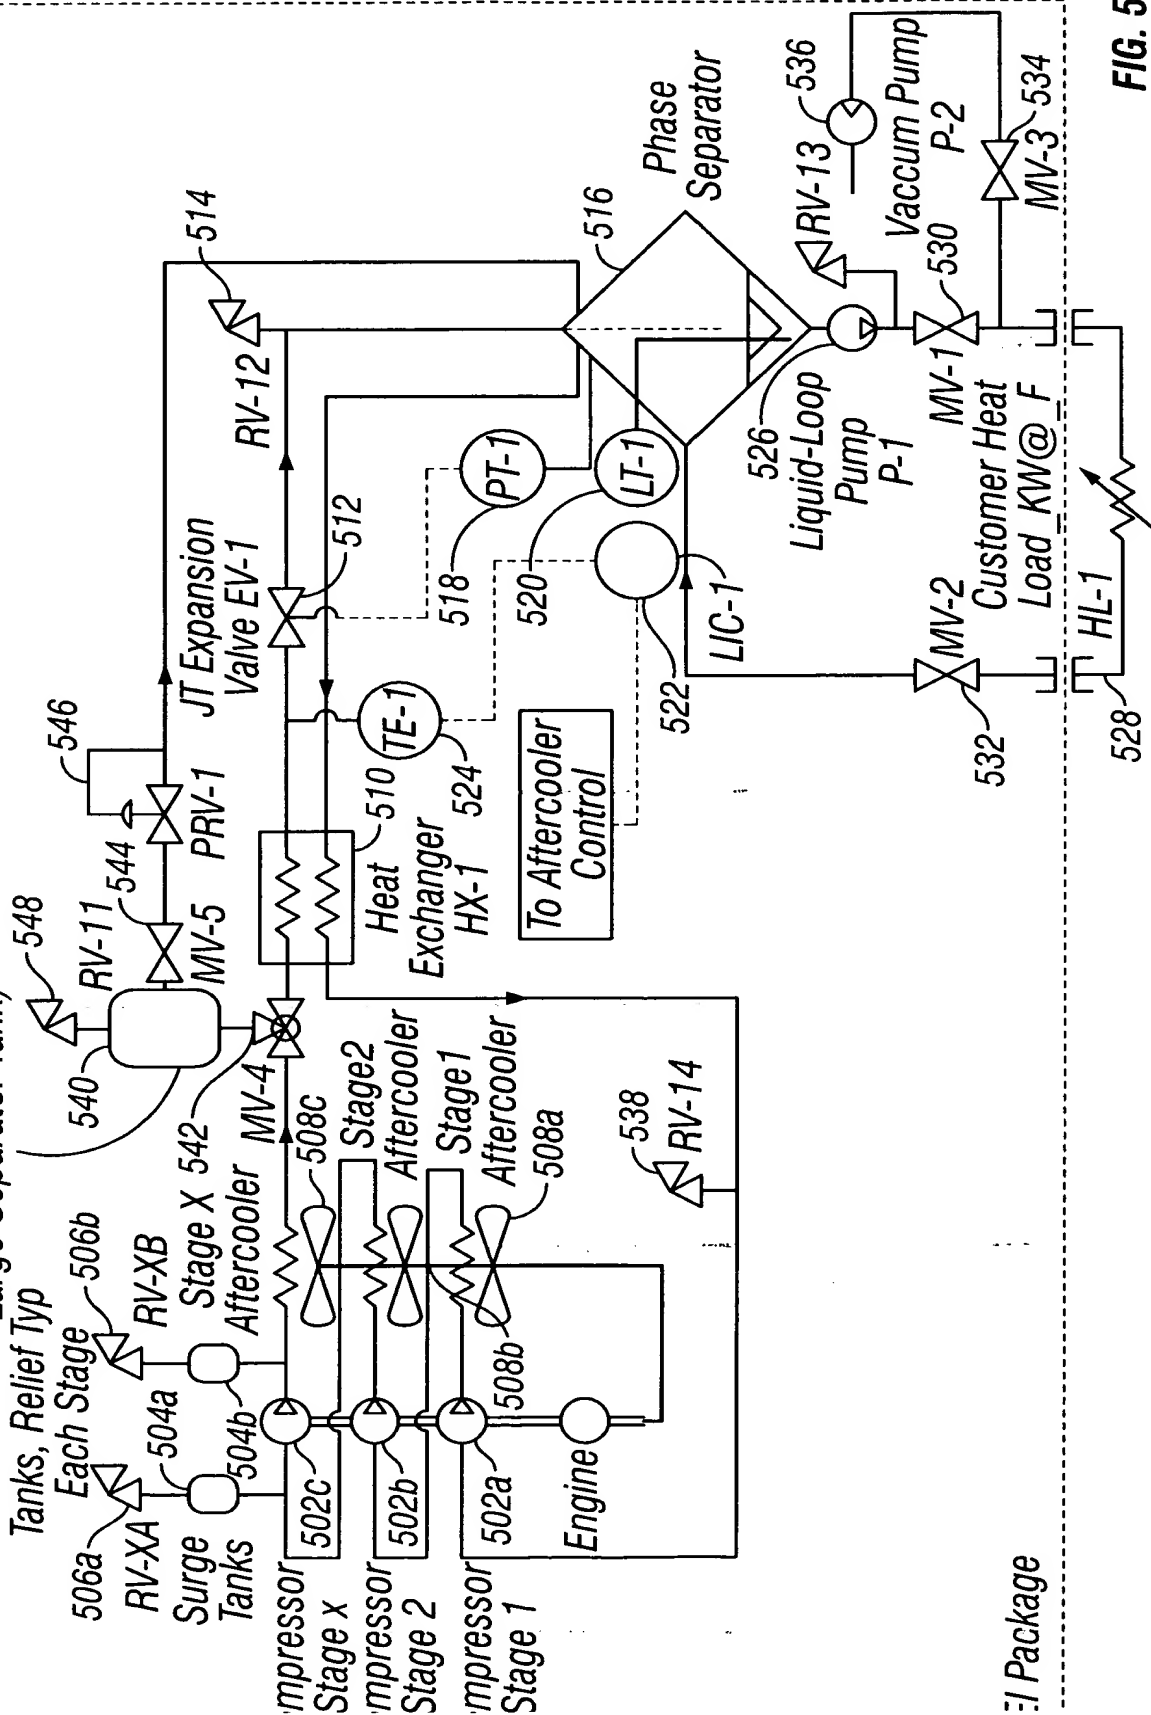 Tanks, Relief Typ
Each Stage
506a
RV-XA
504a
Surge
Tanks
504b
506b
RV-XB
Stage X
Aftercooler
542
540
548
RV-11
544
MV-5
546
PRV-1
MV-4
508c
Stage2
Aftercooler
Stage1
Aftercooler
508a
508b
502c
Stage x
502b
Stage 2
502a
Stage 1
Engine
538
RV-14
510
Heat
Exchanger
HX-1
TE-1
524
To Aftercooler
Control
JT Expansion
Valve EV-1
512
RV-12
514
PT-1
518
LT-1
520
522
LIC-1
516
Phase
Separator
526
Liquid-Loop
Pump
P-1
RV-13
536
Vaccum Pump
P-2
530
MV-1
534
MV-3
MV-2
532
Customer Heat
Load_KW@_F
HL-1
528
Package
FIG. 5